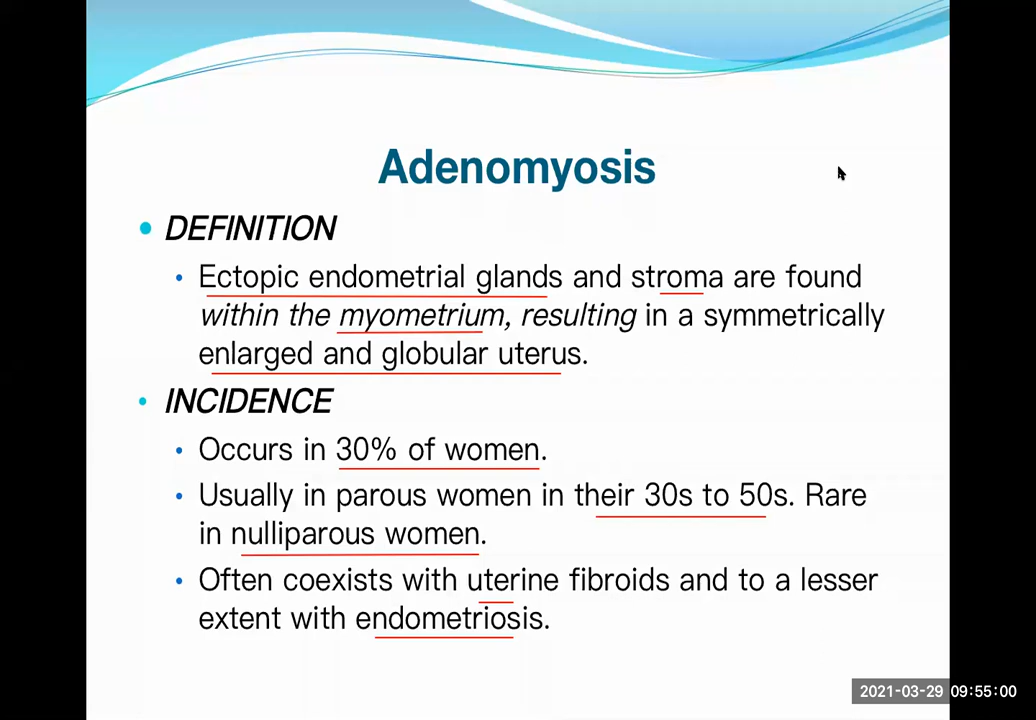 Adenomyosis
• DEFINITION
• Ectopic endometrial glands and stroma are found
within the myometrium, resulting in a symmetrically
enlarged and globular uterus.
• INCIDENCE
• Occurs in 30% of women.
• Usually in parous women in their 30s to 50s. Rare
in nulliparous women.
• Often coexists with uterine fibroids and to a lesser
extent with endometriosis.
2021-03-29 09:55:00